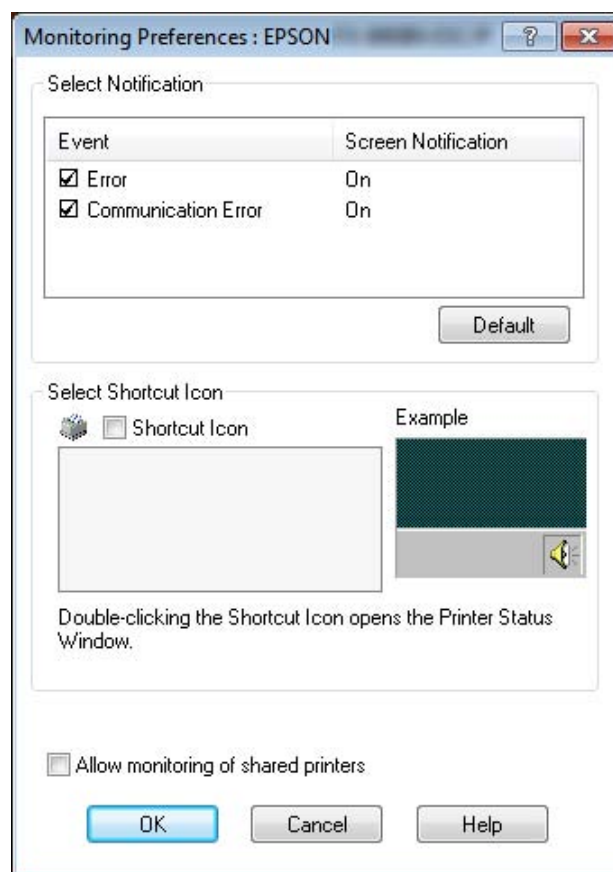 Monitoring Preferences : EPSON
Select Notification
Event Screen Notification
Error On
Communication Error On
Default
Select Shortcut Icon
Shortcut Icon
Example
Double-clicking the Shortcut Icon opens the Printer Status
Window.
Allow monitoring of shared printers
OK Cancel Help